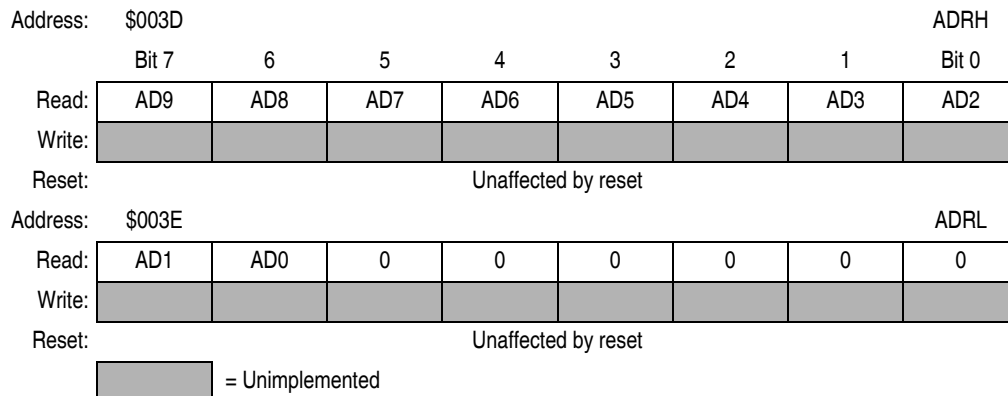 Address: $003D ADRH
Bit 7 6 5 4 3 2 1 Bit 0
Read: AD9 AD8 AD7 AD6 AD5 AD4 AD3 AD2
Write:
Reset: Unaffected by reset
Address: $003E ADRL
Read: AD1 AD0 0 0 0 0 0 0
Write:
Reset: Unaffected by reset
= Unimplemented